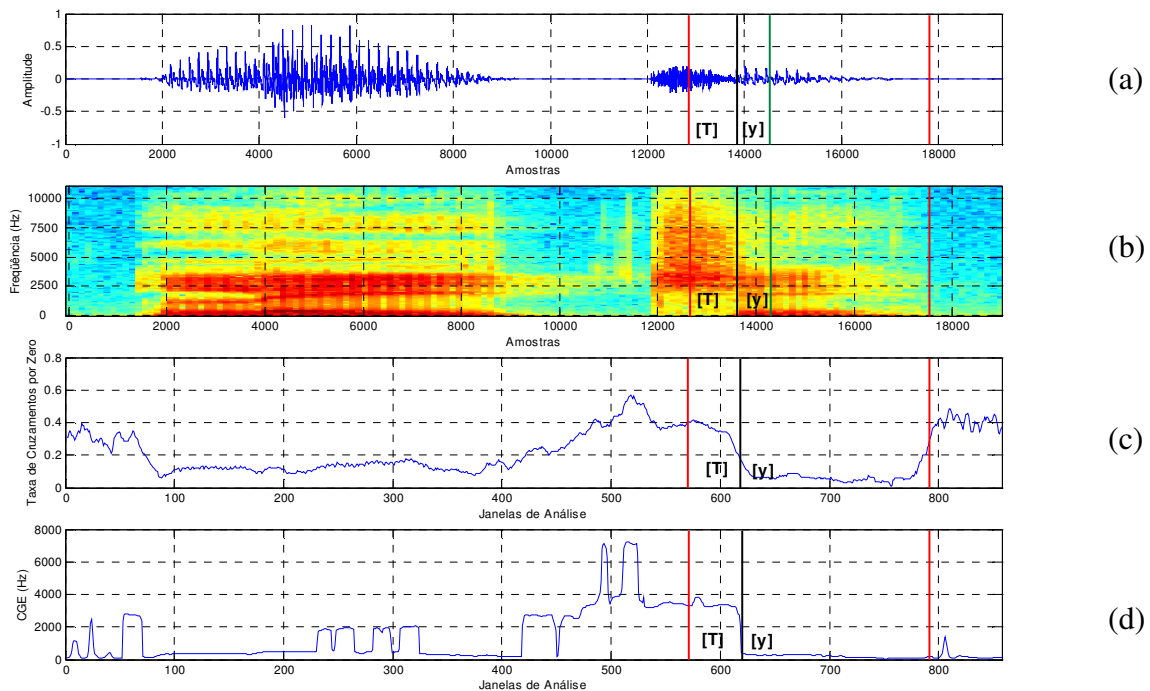 Amplitude
1
0.5
0
-0.5
-1
[T] [y]
0 2000 4000 6000 8000 10000 12000 14000 16000 18000
Amostras
(a)
Freqüência (Hz)
10000
7500
5000
2500
0
[T] [y]
0 2000 4000 6000 8000 10000 12000 14000 16000 18000
Amostras
(b)
Taxa de Cruzamentos por Zero
0.8
0.6
0.4
0.2
0
[T] [y]
0 100 200 300 400 500 600 700 800
Janelas de Análise
(c)
CGE (Hz)
8000
6000
4000
2000
0
[T] [y]
0 100 200 300 400 500 600 700 800
Janelas de Análise
(d)